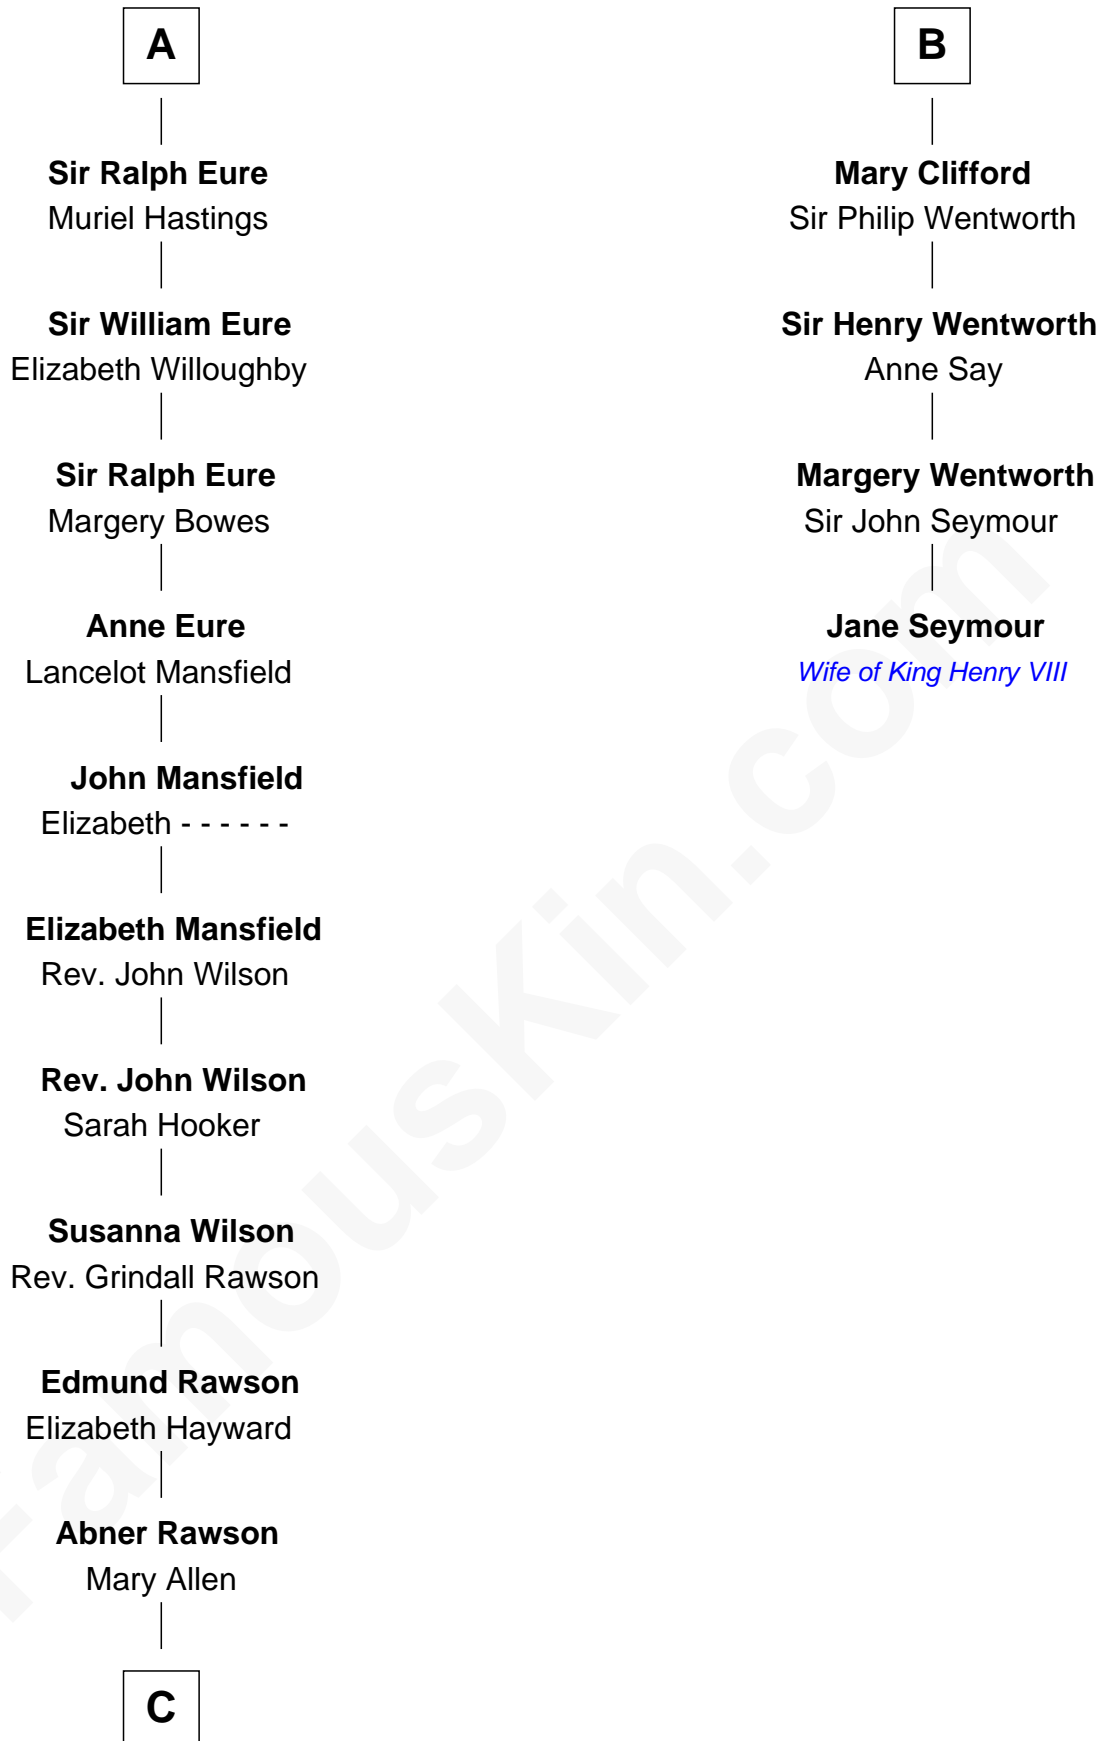 A
Sir Ralph Eure
Muriel Hastings
Sir William Eure
Elizabeth Willoughby
Sir Ralph Eure
Margery Bowes
Anne Eure
Lancelot Mansfield
John Mansfield
Elizabeth - - - - - -
Elizabeth Mansfield
Rev. John Wilson
Rev. John Wilson
Sarah Hooker
Susanna Wilson
Rev. Grindall Rawson
Edmund Rawson
Elizabeth Hayward
Abner Rawson
Mary Allen
C
B
Mary Clifford
Sir Philip Wentworth
Sir Henry Wentworth
Anne Say
Margery Wentworth
Sir John Seymour
Jane Seymour
Wife of King Henry VIII
FamousKin.com